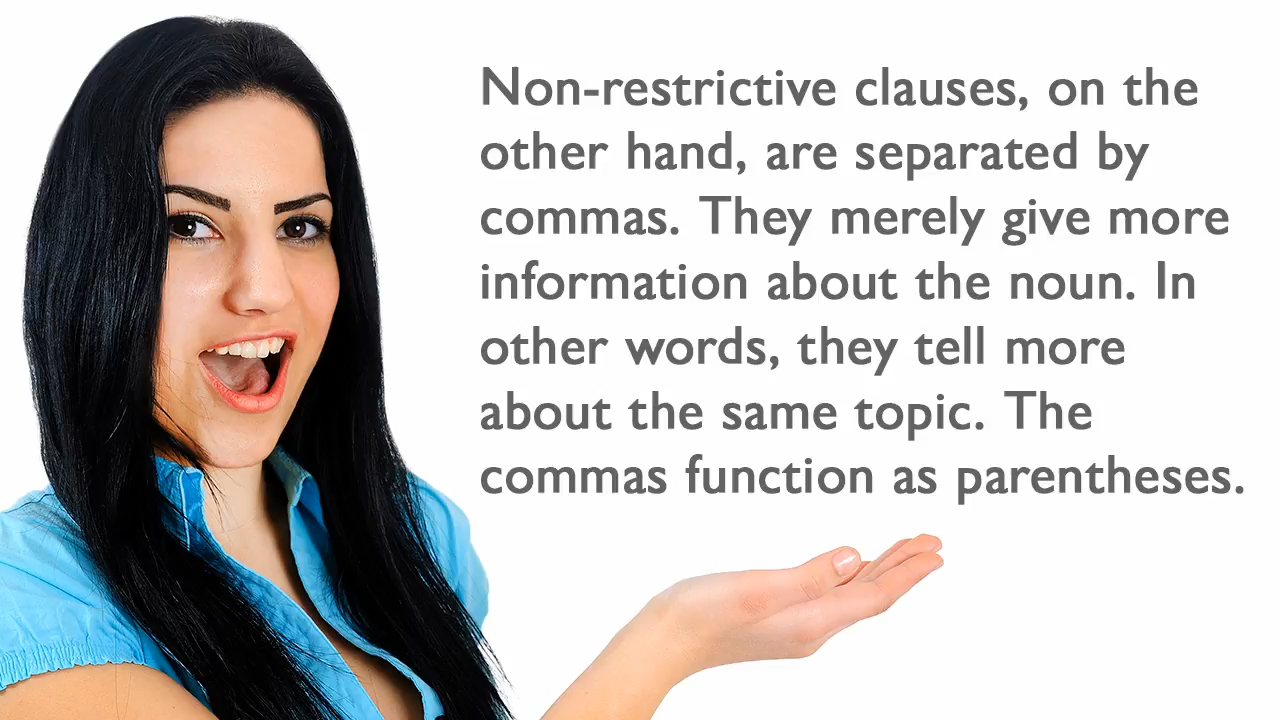 Non-restrictive clauses, on the
other hand, are separated by
commas. They merely give more
information about the noun. In
other words, they tell more
about the same topic. The
commas function as parentheses.